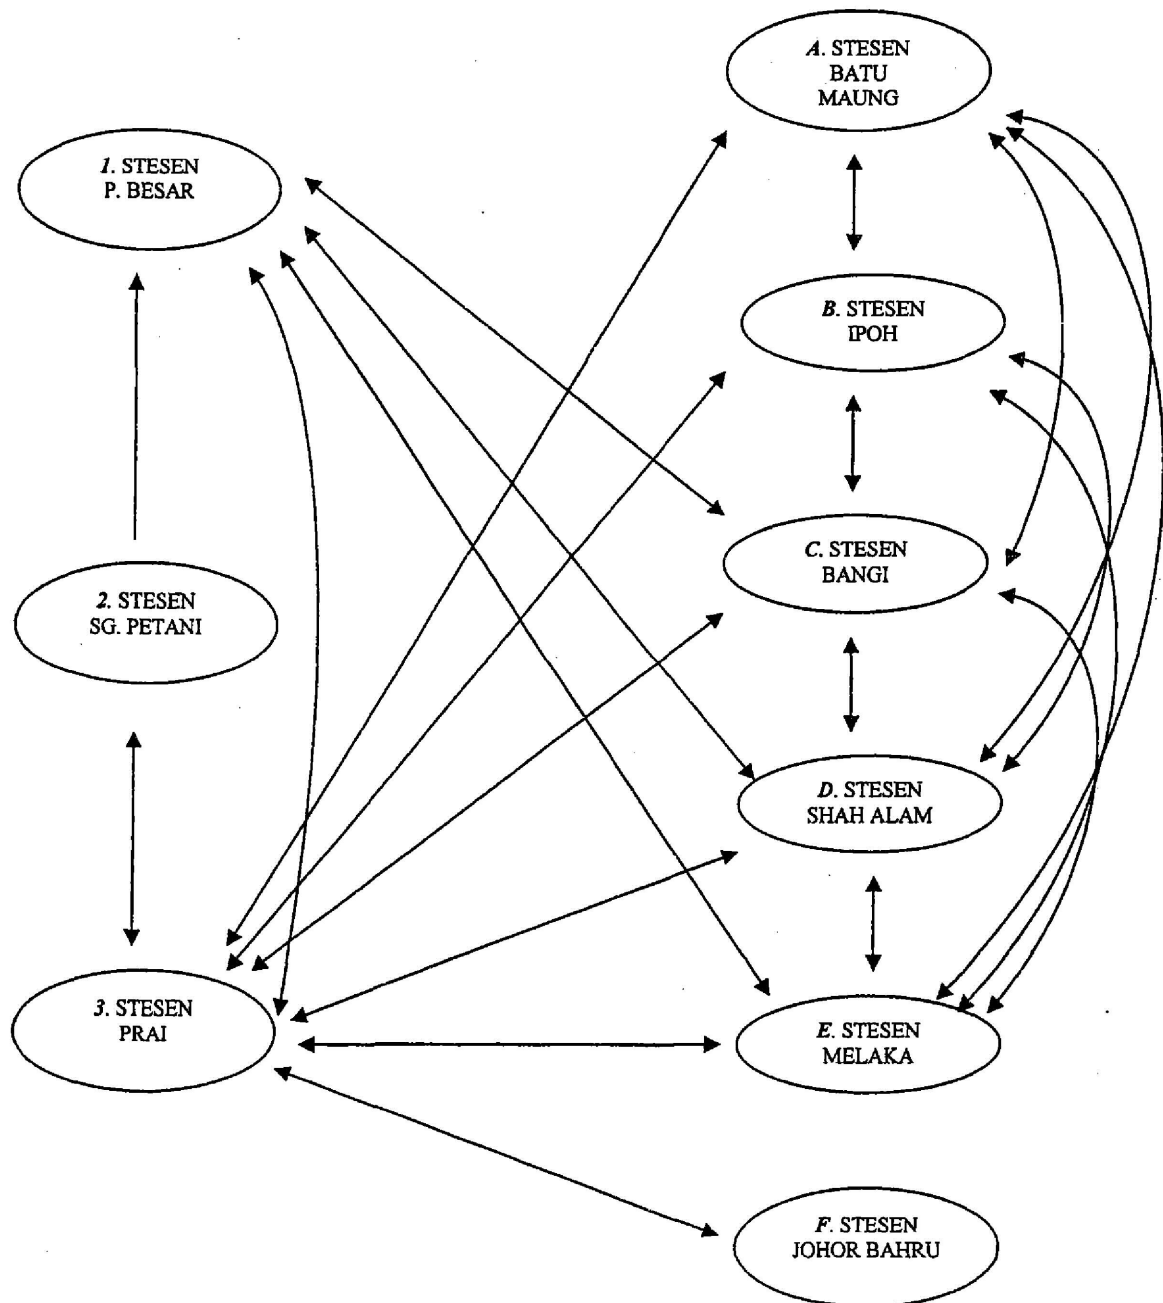 A. STESEN
BATU
MAUNG
1. STESEN
P. BESAR
B. STESEN
IPOH
C. STESEN
BANGI
2. STESEN
SG. PETANI
D. STESEN
SHAH ALAM
3. STESEN
PRAI
E. STESEN
MELAKA
F. STESEN
JOHOR BAHRU